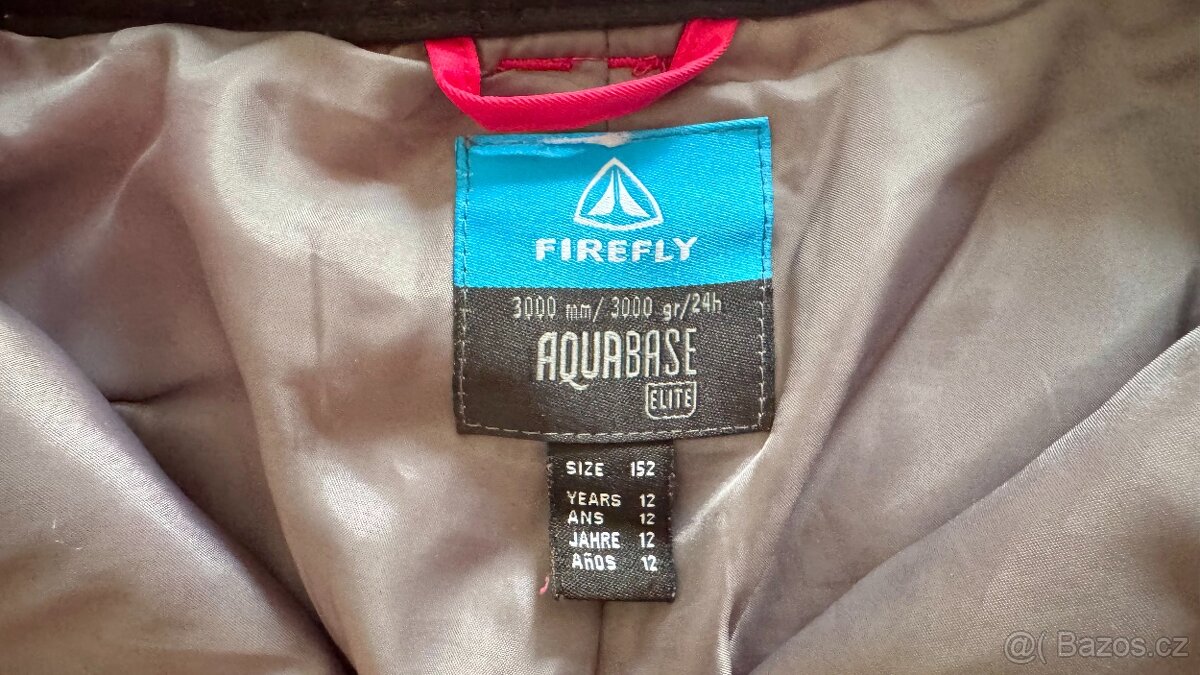 FIREFLY
3000 mm/ 3000 gr/24h
AQUABASE
ELITE
SIZE 152
YEARS 12
ANS 12
JAHRE 12
AñOS 12
@( Bazos.cz